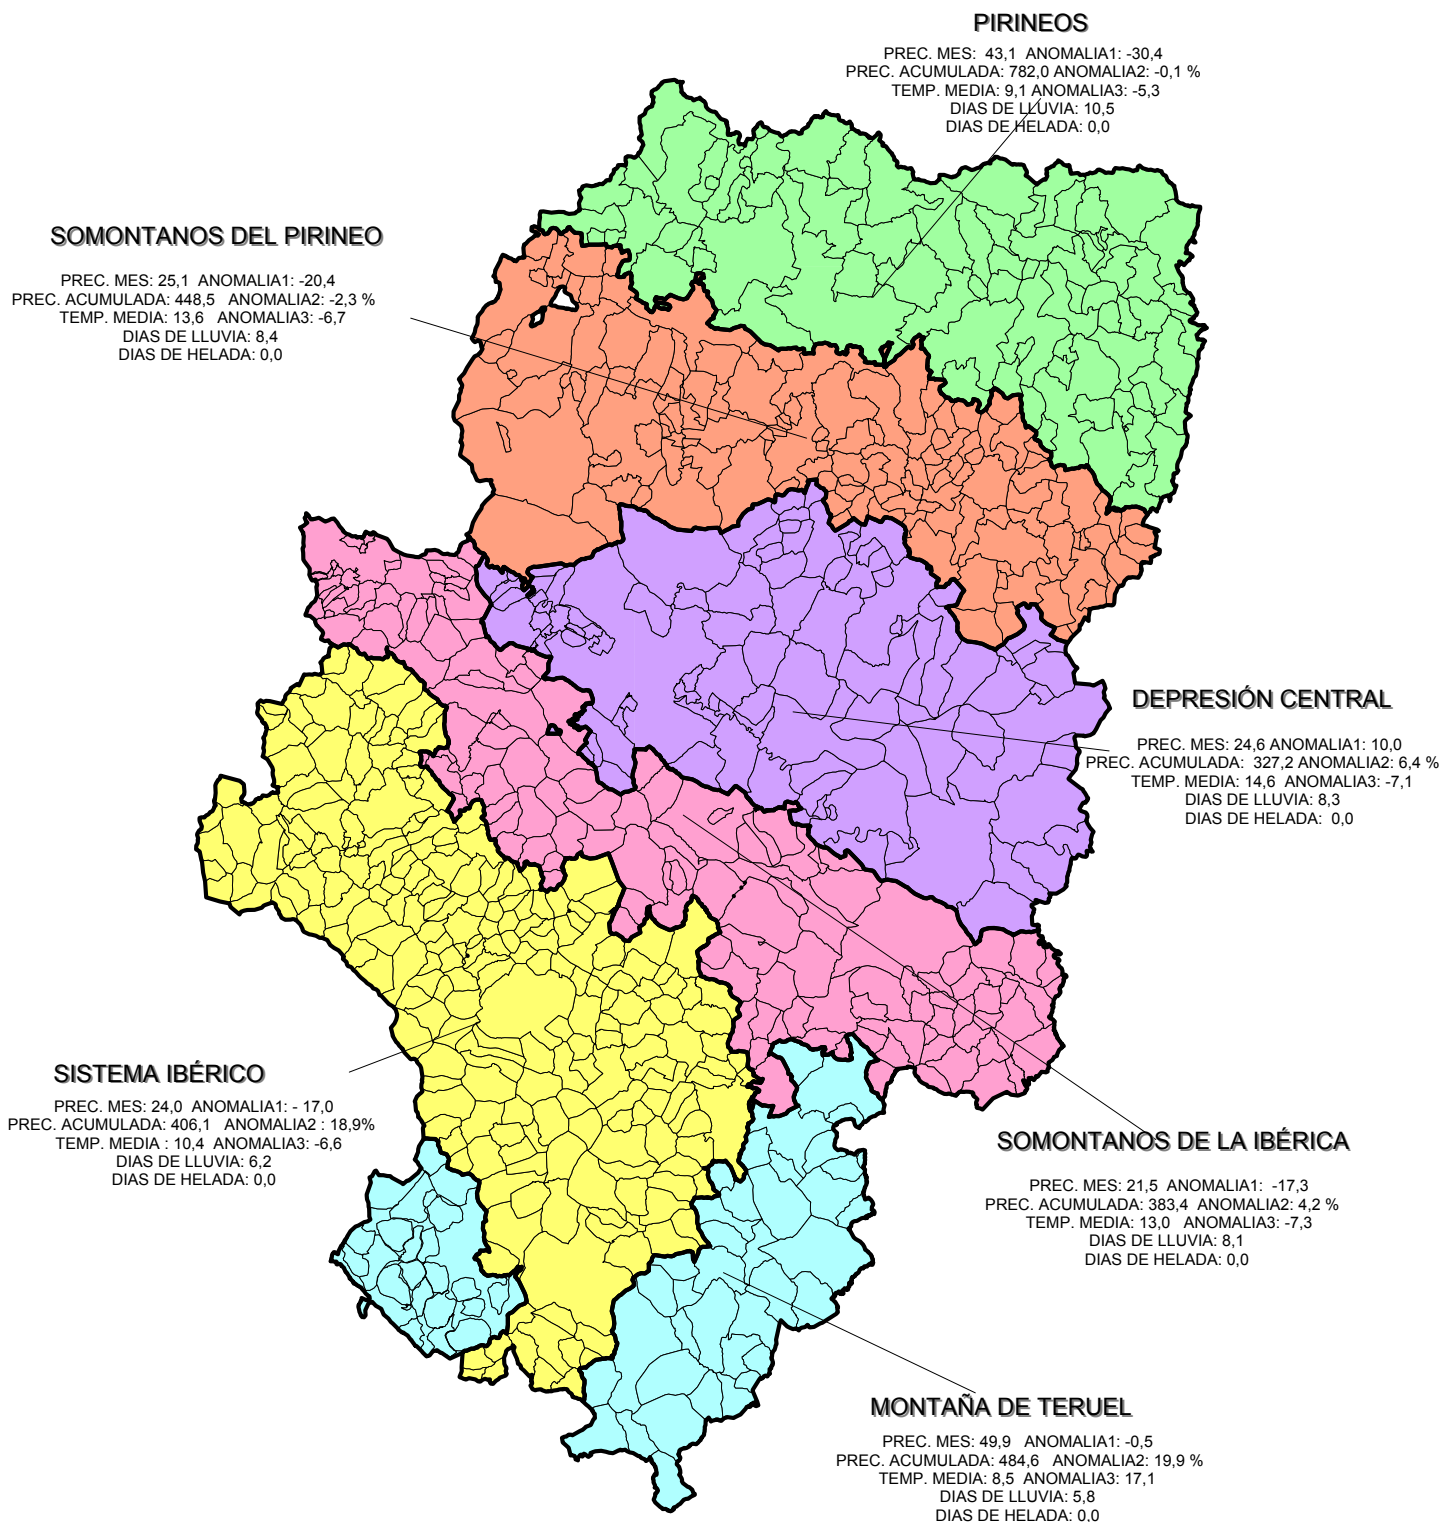 PIRINEOS
PREC. MES: 43,1 ANOMALIA1: -30,4
PREC. ACUMULADA: 782,0 ANOMALIA2: -0,1 %
TEMP. MEDIA: 9,1 ANOMALIA3: -5,3
DIAS DE LLUVIA: 10,5
DIAS DE HELADA: 0,0
SOMONTANOS DEL PIRINEO
PREC. MES: 25,1 ANOMALIA1: -20,4
PREC. ACUMULADA: 448,5 ANOMALIA2: -2,3 %
TEMP. MEDIA: 13,6 ANOMALIA3: -6,7
DIAS DE LLUVIA: 8,4
DIAS DE HELADA: 0,0
DEPRESIÓN CENTRAL
PREC. MES: 24,6 ANOMALIA1: 10,0
PREC. ACUMULADA: 327,2 ANOMALIA2: 6,4 %
TEMP. MEDIA: 14,6 ANOMALIA3: -7,1
DIAS DE LLUVIA: 8,3
DIAS DE HELADA: 0,0
SISTEMA IBÉRICO
PREC. MES: 24,0 ANOMALIA1: - 17,0
PREC. ACUMULADA: 406,1 ANOMALIA2 : 18,9%
TEMP. MEDIA : 10,4 ANOMALIA3: -6,6
DIAS DE LLUVIA: 6,2
DIAS DE HELADA: 0,0
SOMONTANOS DE LA IBÉRICA
PREC. MES: 21,5 ANOMALIA1: -17,3
PREC. ACUMULADA: 383,4 ANOMALIA2: 4,2 %
TEMP. MEDIA: 13,0 ANOMALIA3: -7,3
DIAS DE LLUVIA: 8,1
DIAS DE HELADA: 0,0
MONTAÑA DE TERUEL
PREC. MES: 49,9 ANOMALIA1: -0,5
PREC. ACUMULADA: 484,6 ANOMALIA2: 19,9 %
TEMP. MEDIA: 8,5 ANOMALIA3: 17,1
DIAS DE LLUVIA: 5,8
DIAS DE HELADA: 0,0